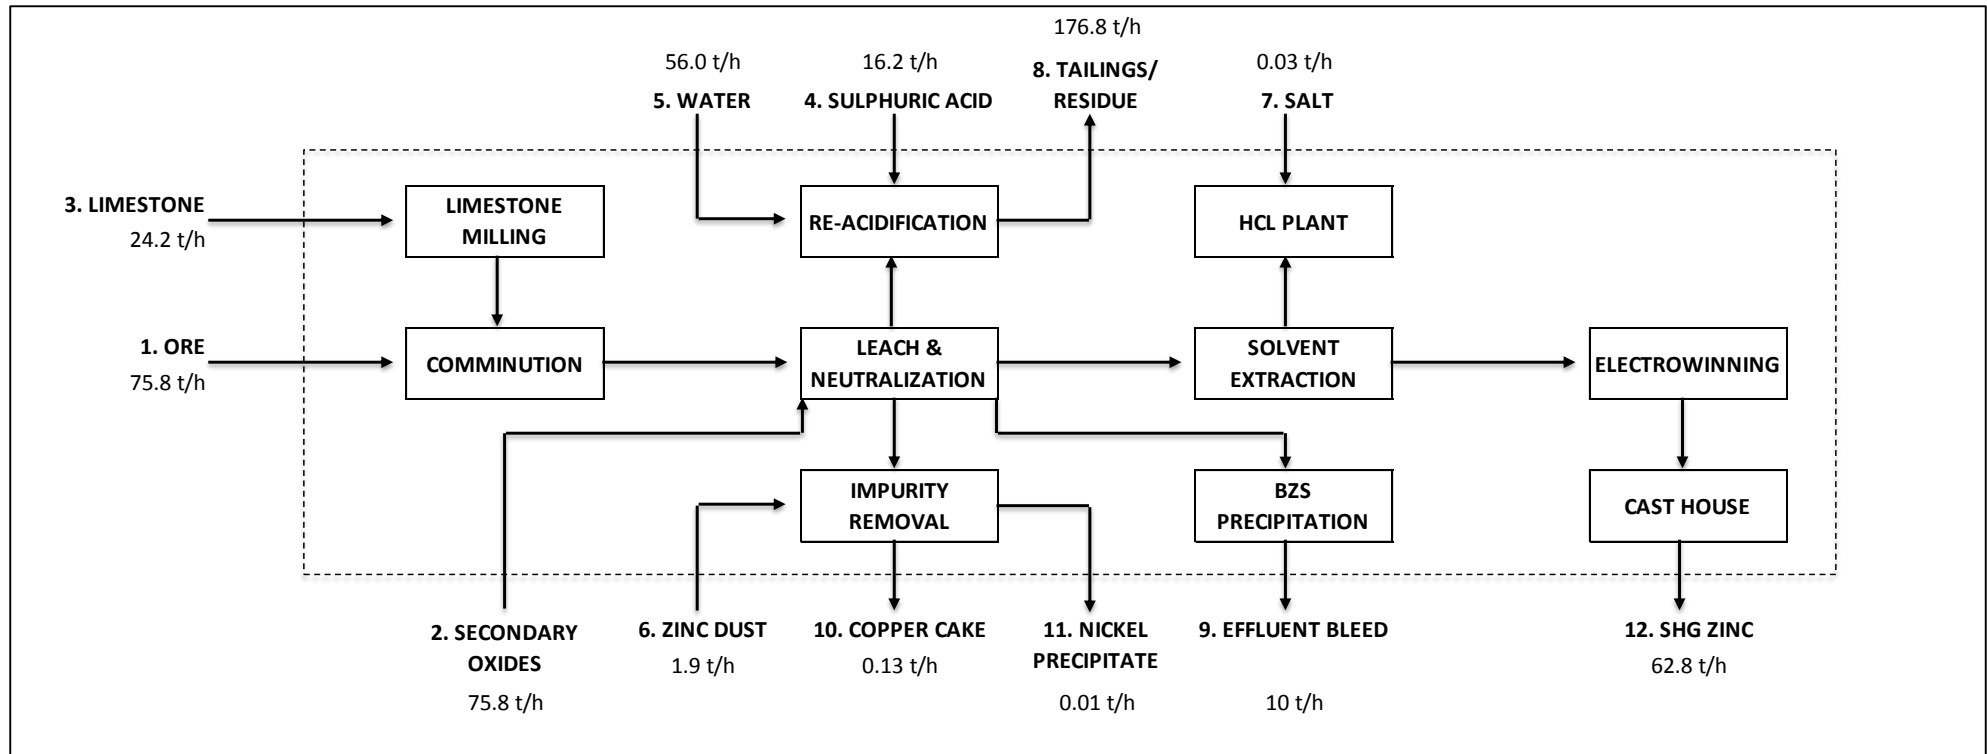 176.8 t/h
56.0 t/h
16.2 t/h
0.03 t/h
8. TAILINGS/
RESIDUE
5. WATER
4. SULPHURIC ACID
7. SALT
3. LIMESTONE
24.2 t/h
LIMESTONE
MILLING
RE-ACIDIFICATION
HCL PLANT
1. ORE
75.8 t/h
COMMINUTION
LEACH &
NEUTRALIZATION
SOLVENT
EXTRACTION
ELECTROWINNING
IMPURITY
REMOVAL
BZS
PRECIPITATION
CAST HOUSE
2. SECONDARY
OXIDES
75.8 t/h
6. ZINC DUST
1.9 t/h
10. COPPER CAKE
0.13 t/h
11. NICKEL
PRECIPITATE
0.01 t/h
9. EFFLUENT BLEED
10 t/h
12. SHG ZINC
62.8 t/h